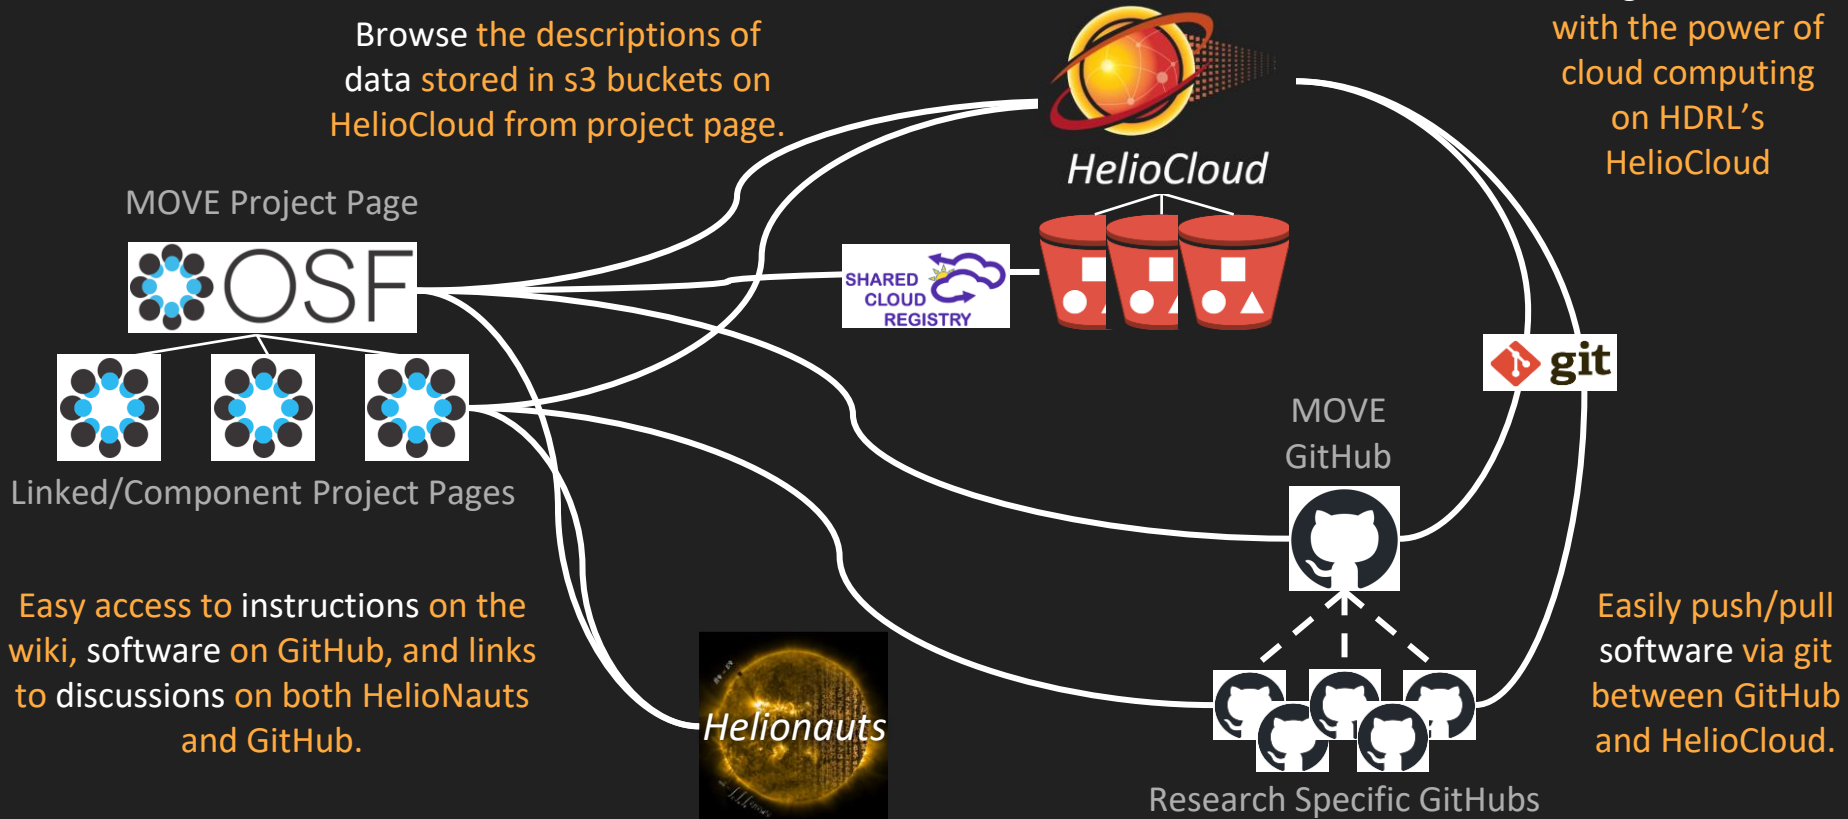 Browse the descriptions of
data stored in s3 buckets on
HelioCloud from project page.
with the power of
cloud computing
on HDRL's
HelioCloud
HelioCloud
MOVE Project Page
OSF
SHARED
CLOUD
REGISTRY
git
Linked/Component Project Pages
MOVE
GitHub
Easy access to instructions on the
wiki, software on GitHub, and links
to discussions on both HelioNauts
and GitHub.
Helionauts
Easily push/pull
software via git
between GitHub
and HelioCloud.
Research Specific GitHubs